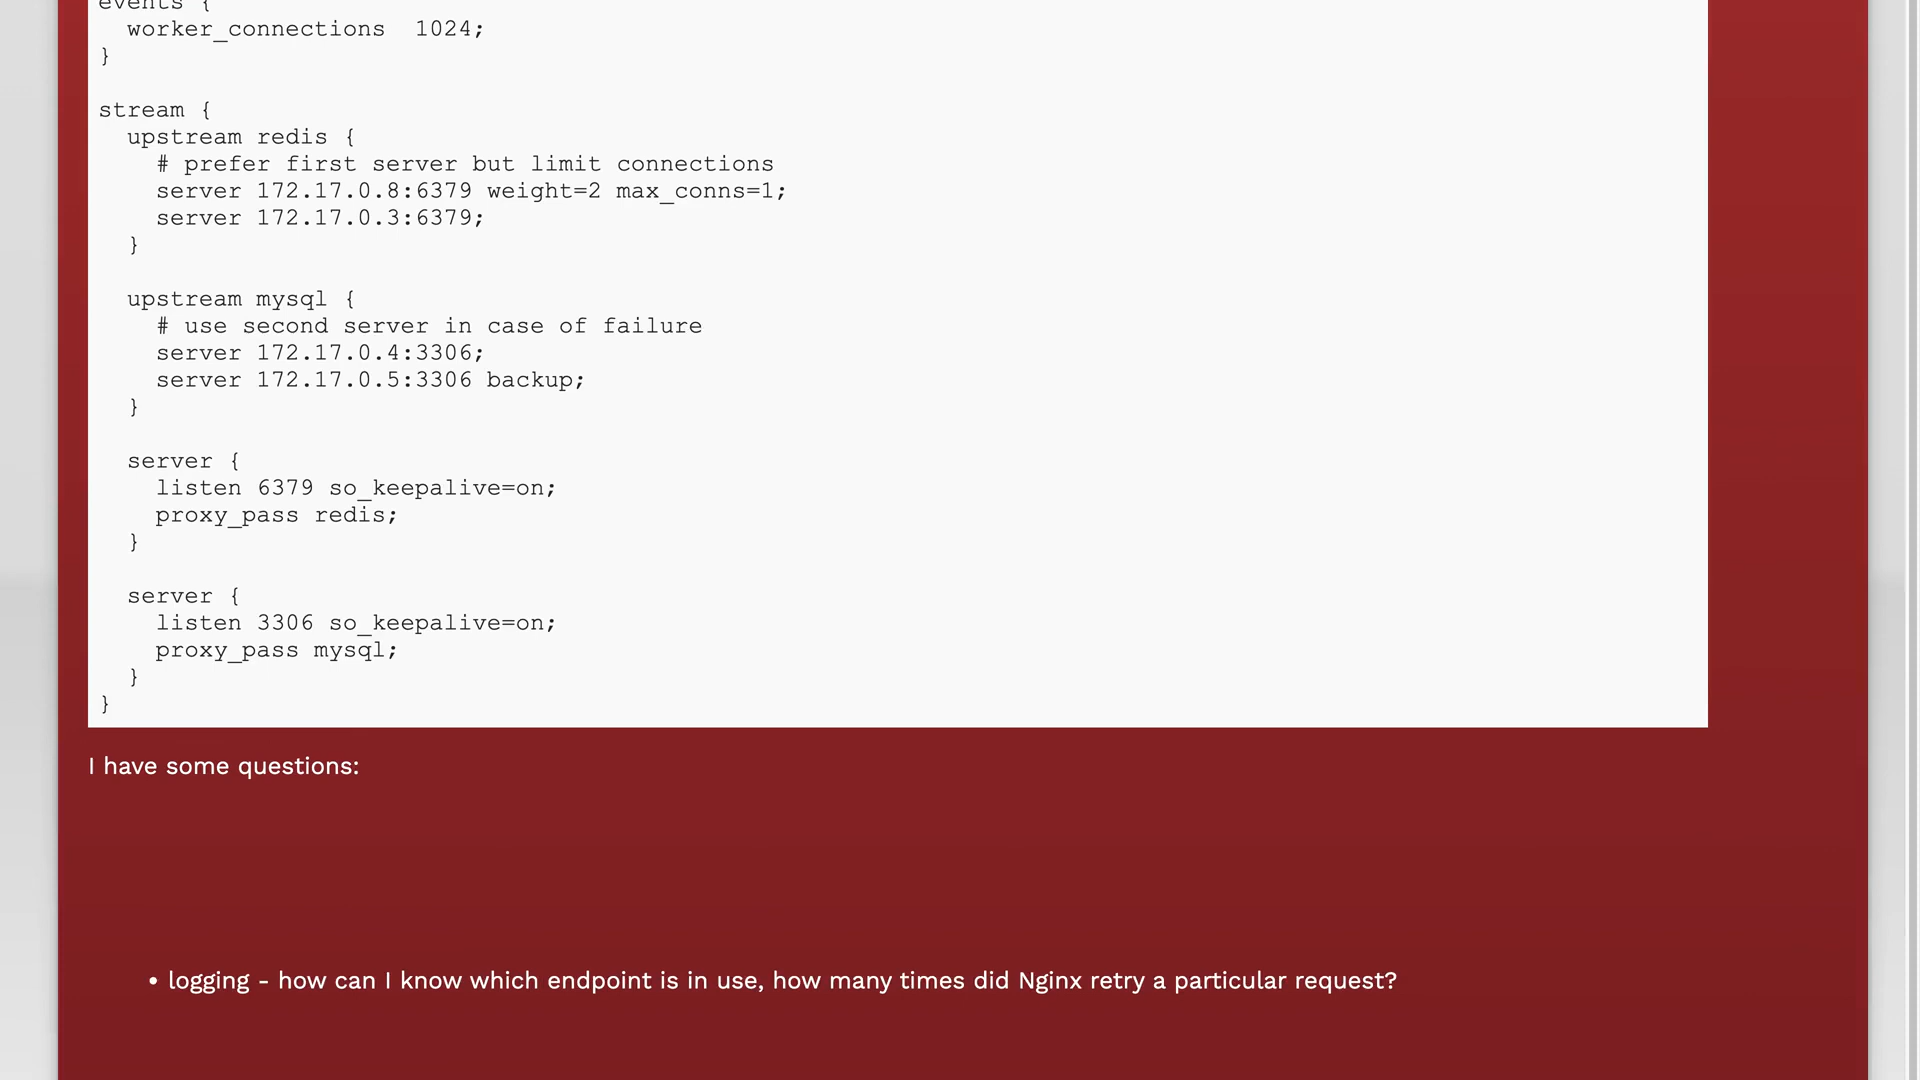 events {
  worker_connections  1024;
}
stream {
  upstream redis {
    # prefer first server but limit connections
    server 172.17.0.8:6379 weight=2 max_conns=1;
    server 172.17.0.3:6379;
  }
  upstream mysql {
    # use second server in case of failure
    server 172.17.0.4:3306;
    server 172.17.0.5:3306 backup;
  }
  server {
    listen 6379 so_keepalive=on;
    proxy_pass redis;
  }
  server {
    listen 3306 so_keepalive=on;
    proxy_pass mysql;
  }
}
I have some questions:
• logging - how can I know which endpoint is in use, how many times did Nginx retry a particular request?